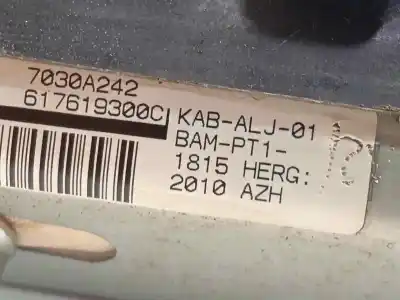 7030A242
617619300C
KAB-ALJ-01
BAM-PT1-
1815 HERG:
2010 AZH